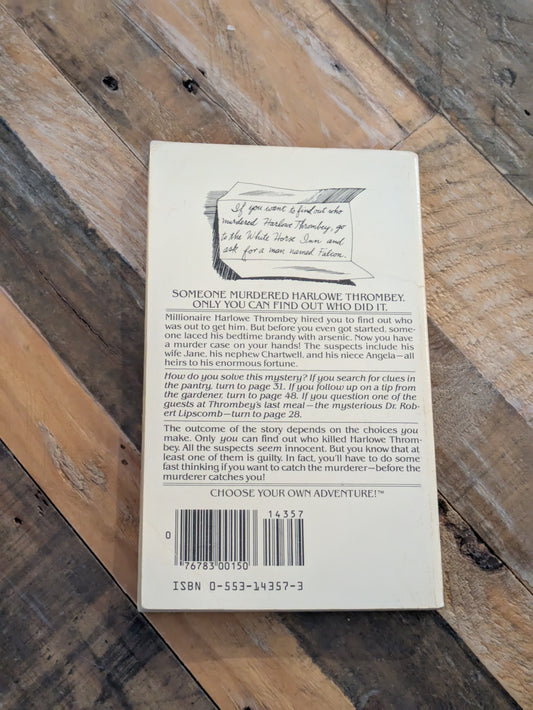 If you want to find out who
murdered Harlowe Thrombey, go
to the White Horse Inn and
ask for a man named Falcon.
SOMEONE MURDERED HARLOWE THROMBEY.
ONLY YOU CAN FIND OUT WHO DID IT.
Millionaire Harlowe Thrombey hired you to find out who
was out to get him. But before you even got started, some-
one laced his bedtime brandy with arsenic. Now you have
a murder case on your hands! The suspects include his
wife Jane, his nephew Chartwell, and his niece Angela—all
heirs to his enormous fortune.
How do you solve this mystery? If you search for clues in
the pantry, turn to page 31. If you follow up on a tip from
the gardener, turn to page 48. If you question one of the
guests at Thrombey's last meal—the mysterious Dr. Rob-
ert Lipscomb—turn to page 28.
The outcome of the story depends on the choices you
make. Only you can find out who killed Harlowe Throm-
bey. All the suspects seem innocent. But you know that at
least one of them is guilty. In fact, you'll have to do some
fast thinking if you want to catch the murderer—before the
murderer catches you!
CHOOSE YOUR OWN ADVENTURE!™
14357
0
76783 00150
ISBN 0-553-14357-3